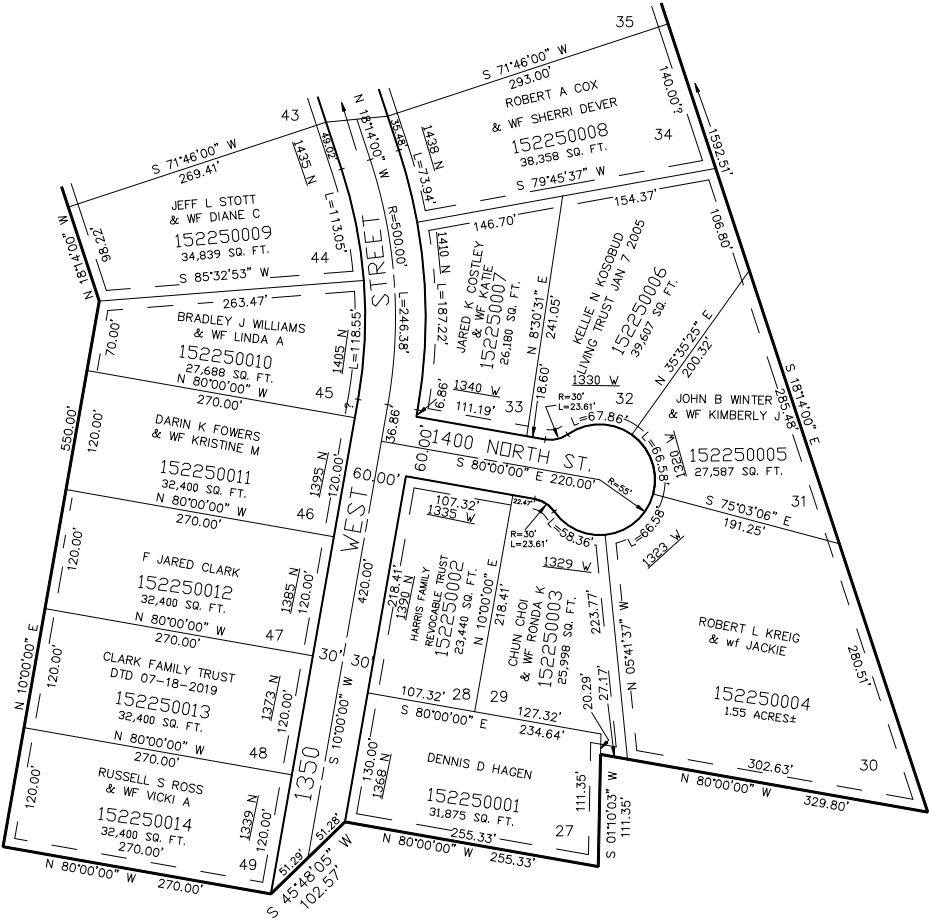 35
S 71°46'00" W
293.00'
ROBERT A COX
& WF SHERRI DEVER
152250008
38,358 SQ. FT.
34
140.00'?
1592.51'
S 79°45'37" W
1438 N
L=73.94'
35.48'
N 18°14'00" W
43
49.02'
S 71°46'00" W
269.41'
1435 N
L=113.05'
JEFF L STOTT
& WF DIANE C
152250009
34,839 SQ. FT.
44
S 85°32'53" W
98.22'
N 18°14'00" W
STREET
R=500.00'
L=246.38'
263.47'
70.00'
BRADLEY J WILLIAMS
& WF LINDA A
152250010
27,688 SQ. FT.
N 80°00'00" W
270.00'
1405 N
L=118.55'
45
?
146.70'
1410 N
L=187.22'
JARED K COSTLEY
& WF KATIE
152250007
26,180 SQ. FT.
1340 W
111.19'
33
9.86'
N 8°30'31" E
241.05'
18.60'
154.37'
106.80'
KELLIE N KOSOBUD
LIVING TRUST JAN 7 2005
152250006
39,607 SQ. FT.
1330 W
32
R=30'
L=23.61'
L=67.86'
N 35°35'25" E
200.32'
S 18°14'00" E
285.48'
JOHN B WINTER
& WF KIMBERLY J
152250005
27,587 SQ. FT.
31
1320 W
L=66.58'
S 75°03'06" E
191.25'
550.00'
120.00'
DARIN K FOWERS
& WF KRISTINE M
152250011
32,400 SQ. FT.
N 80°00'00" W
270.00'
1395 N
120.00'
46
36.86'
60.00'
60.00'
1400 NORTH ST.
S 80°00'00" E 220.00'
R=55'
L=66.58'
1323 W
107.32'
1335 W
22.47'
R=30'
L=23.61'
L=58.36'
1329 W
WEST
420.00'
218.41'
1390 N
HARRIS FAMILY
REVOCABLE TRUST
152250002
23,440 SQ. FT.
N 10°00'00" E
218.41'
CHUN CHOI
& WF RONDA K
152250003
25,998 SQ. FT.
223.77'
N 05°41'37" W
20.29'
27.17'
120.00'
F JARED CLARK
152250012
32,400 SQ. FT.
N 80°00'00" W
270.00'
1385 N
120.00'
47
ROBERT L KREIG
& wf JACKIE
152250004
1.55 ACRES±
280.51'
30'
30'
107.32'
28
29
127.32'
S 80°00'00" E
234.64'
N 10°00'00" E
120.00'
CLARK FAMILY TRUST
DTD 07-18-2019
152250013
32,400 SQ. FT.
N 80°00'00" W
270.00'
1373 N
120.00'
48
S 10°00'00" W
1350
130.00'
1368 N
DENNIS D HAGEN
152250001
31,875 SQ. FT.
27
111.35'
255.33'
N 80°00'00" W 255.33'
S 01°10'03" W
111.35'
302.63'
30
N 80°00'00" W 329.80'
120.00'
RUSSELL S ROSS
& WF VICKI A
152250014
32,400 SQ. FT.
270.00'
1339 N
120.00'
49
N 80°00'00" W 270.00'
51.29'
51.28'
S 45°48'05" W
102.57'